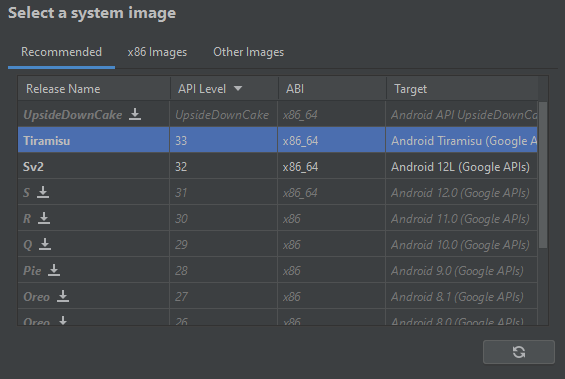 Select a system image
Recommended x86 Images Other Images
Release Name API Level ABI Target
UpsideDownCake UpsideDownCake x86_64 Android API UpsideDownCa
Tiramisu 33 x86_64 Android Tiramisu (Google A
Sv2 32 x86_64 Android 12L (Google APIs)
S 31 x86_64 Android 12.0 (Google APIs)
R 30 x86 Android 11.0 (Google APIs)
Q 29 x86 Android 10.0 (Google APIs)
Pie 28 x86 Android 9.0 (Google APIs)
Oreo 27 x86 Android 8.1 (Google APIs)
Oreo 26 x86 Android 8.0 (Google APIs)